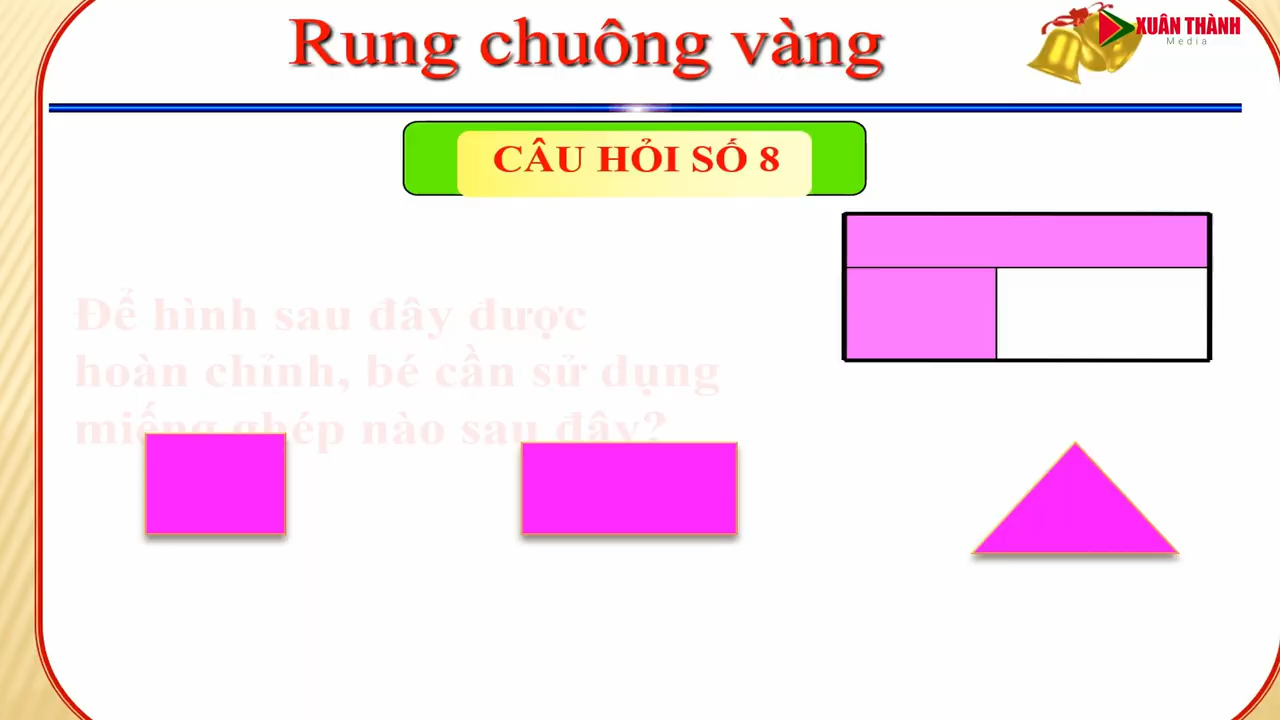 Rung chuông vàng
XUÂN THÀNH
Media
CÂU HỎI SỐ 8
Để hình sau đây được
hoàn chỉnh, bé cần sử dụng
miếng ghép nào sau đây?